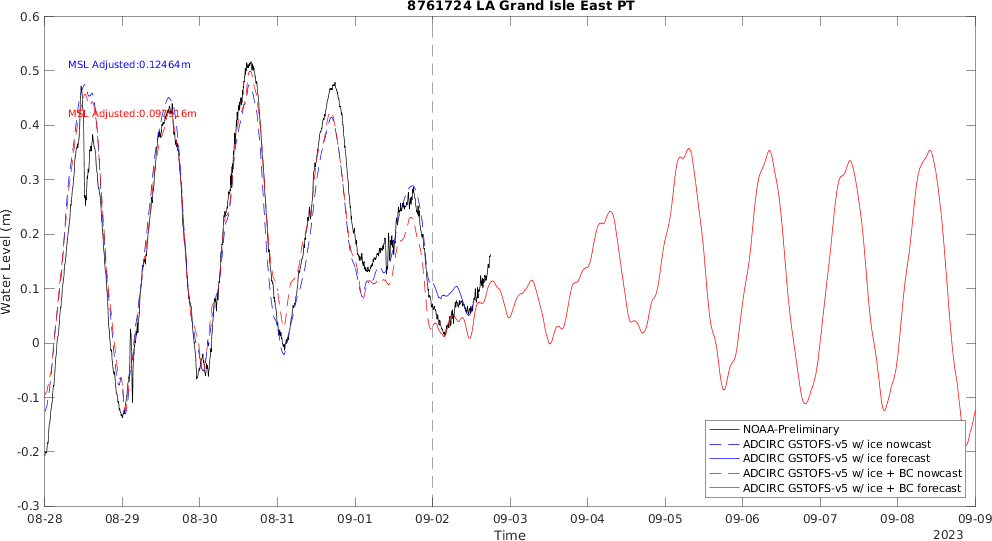 8761724 LA Grand Isle East PT
0.6
0.5
0.4
0.3
0.2
0.1
0
-0.1
-0.2
-0.3
Water Level (m)
MSL Adjusted:0.12464m
MSL
NOAA-Preliminary
ADCIRC GSTOFS-v5 w/ ice nowcast
ADCIRC GSTOFS-v5 w/ ice forecast
ADCIRC GSTOFS-v5 w/ ice + BC nowcast
ADCIRC GSTOFS-v5 w/ ice + BC forecast
08-28 08-29 08-30 08-31 09-01 09-02 09-03 09-04 09-05 09-06 09-07 09-08 09-09
Time
2023